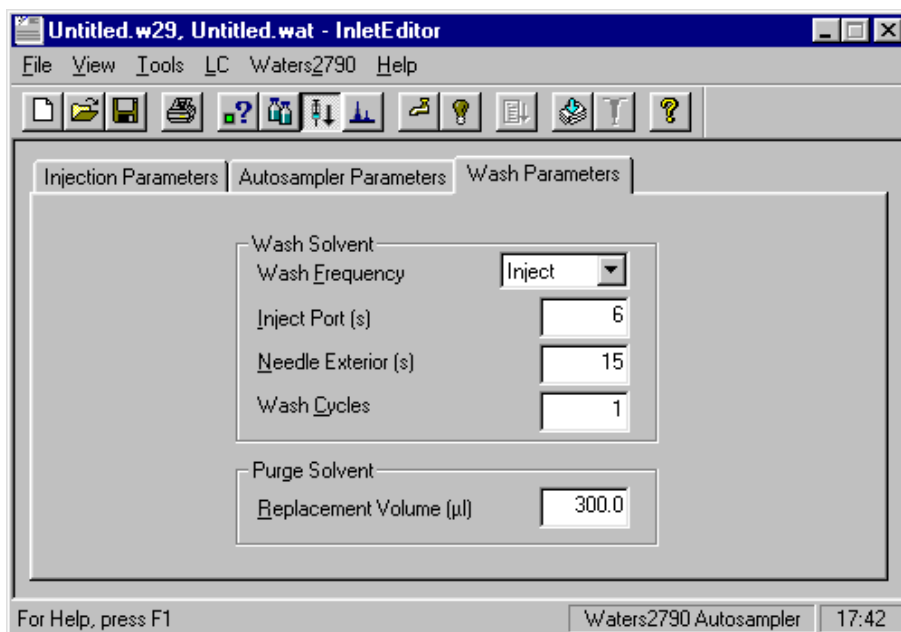 Untitled.w29, Untitled.wat - InletEditor
File View Tools LC Waters2790 Help
Injection Parameters Autosampler Parameters Wash Parameters
Wash Solvent
Wash Frequency Inject
Inject Port (s) 6
Needle Exterior (s) 15
Wash Cycles 1
Purge Solvent
Replacement Volume (µl) 300.0
For Help, press F1 Waters2790 Autosampler 17:42